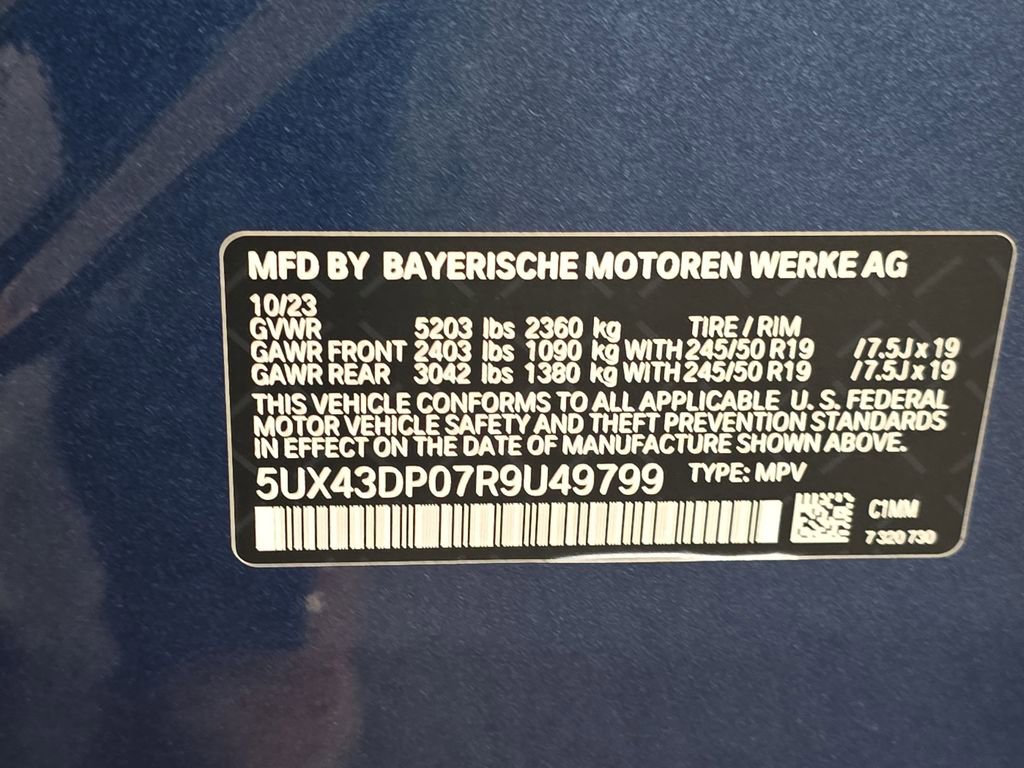 MFD BY BAYERISCHE MOTOREN WERKE AG
10/23
GVWR 5203 lbs 2360 kg TIRE / RIM
GAWR FRONT 2403 lbs 1090 kg WITH 245/50 R19 /7.5J x 19
GAWR REAR 3042 lbs 1380 kg WITH 245/50 R19 /7.5J x 19
THIS VEHICLE CONFORMS TO ALL APPLICABLE U. S. FEDERAL
MOTOR VEHICLE SAFETY AND THEFT PREVENTION STANDARDS
IN EFFECT ON THE DATE OF MANUFACTURE SHOWN ABOVE.
5UX43DP07R9U49799 TYPE: MPV
C1MM
7 320 730